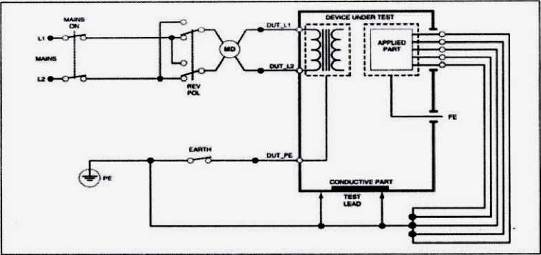 MAINS
ON
L1
MAINS
L2
REV
POL
MD
DUT_L1
DUT_L2
DEVICE UNDER TEST
APPLIED
PART
FE
EARTH
DUT_PE
PE
CONDUCTIVE PART
TEST
LEAD